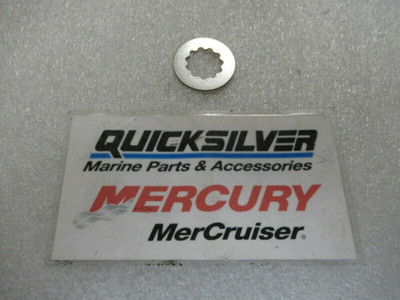 QUICKSILVER
Marine Parts & Accessories
MERCURY
MerCruiser®